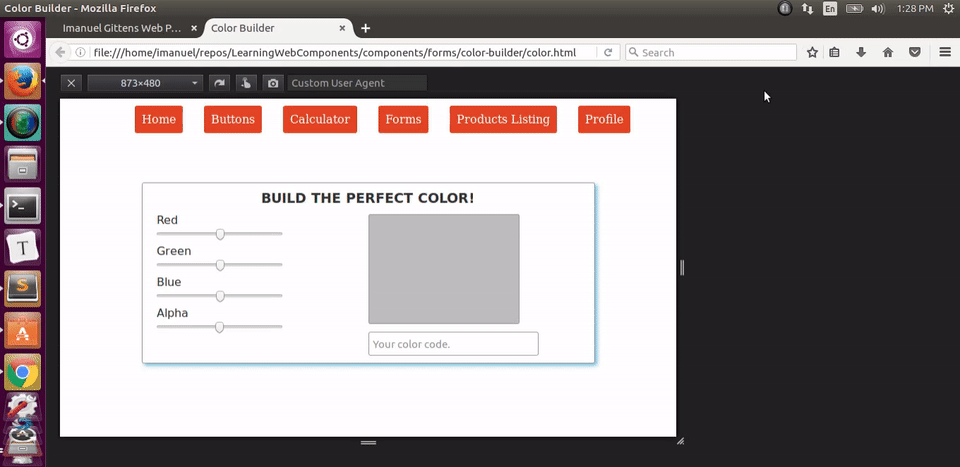 Color Builder - Mozilla Firefox
En
1:28 PM
Imanuel Gittens Web P...
Color Builder
file:///home/imanuel/repos/LearningWebComponents/components/forms/color-builder/color.html
Search
873×480
Custom User Agent
Home
Buttons
Calculator
Forms
Products Listing
Profile
BUILD THE PERFECT COLOR!
Red
Green
Blue
Alpha
Your color code.
T
S
A